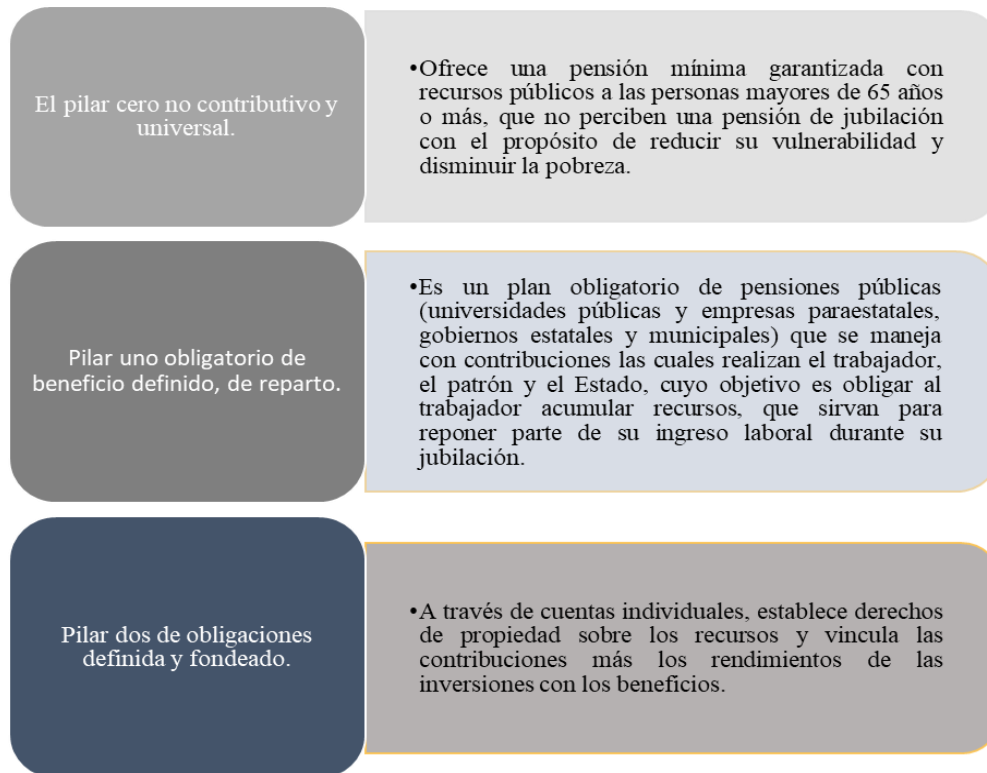 El pilar cero no contributivo y
universal.
•Ofrece una pensión mínima garantizada con
recursos públicos a las personas mayores de 65 años
o más, que no perciben una pensión de jubilación
con el propósito de reducir su vulnerabilidad y
disminuir la pobreza.
Pilar uno obligatorio de
beneficio definido, de reparto.
•Es un plan obligatorio de pensiones públicas
(universidades públicas y empresas paraestatales,
gobiernos estatales y municipales) que se maneja
con contribuciones las cuales realizan el trabajador,
el patrón y el Estado, cuyo objetivo es obligar al
trabajador acumular recursos, que sirvan para
reponer parte de su ingreso laboral durante su
jubilación.
Pilar dos de obligaciones
definida y fondeado.
•A través de cuentas individuales, establece derechos
de propiedad sobre los recursos y vincula las
contribuciones más los rendimientos de las
inversiones con los beneficios.